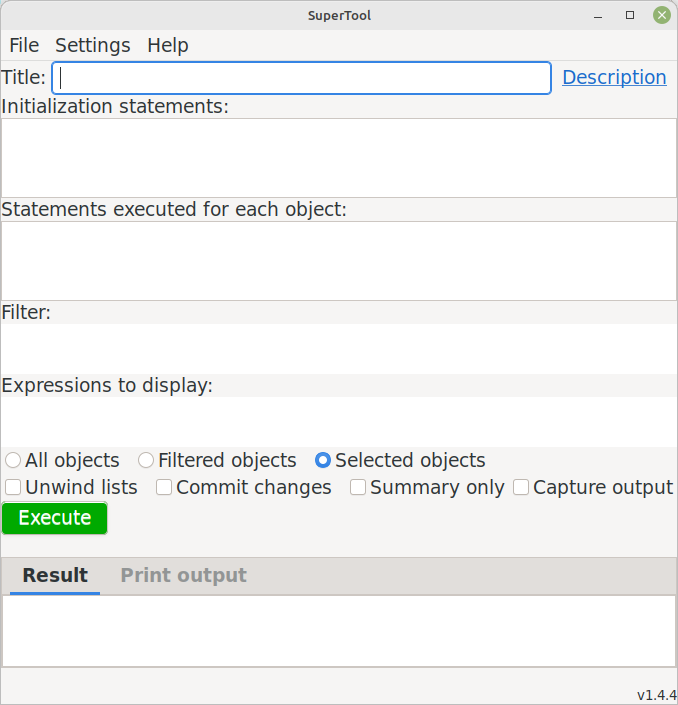 SuperTool
File Settings Help
Title: Description
Initialization statements:
Statements executed for each object:
Filter:
Expressions to display:
All objects Filtered objects Selected objects
Unwind lists Commit changes Summary only Capture output
Execute
Result Print output
v1.4.4